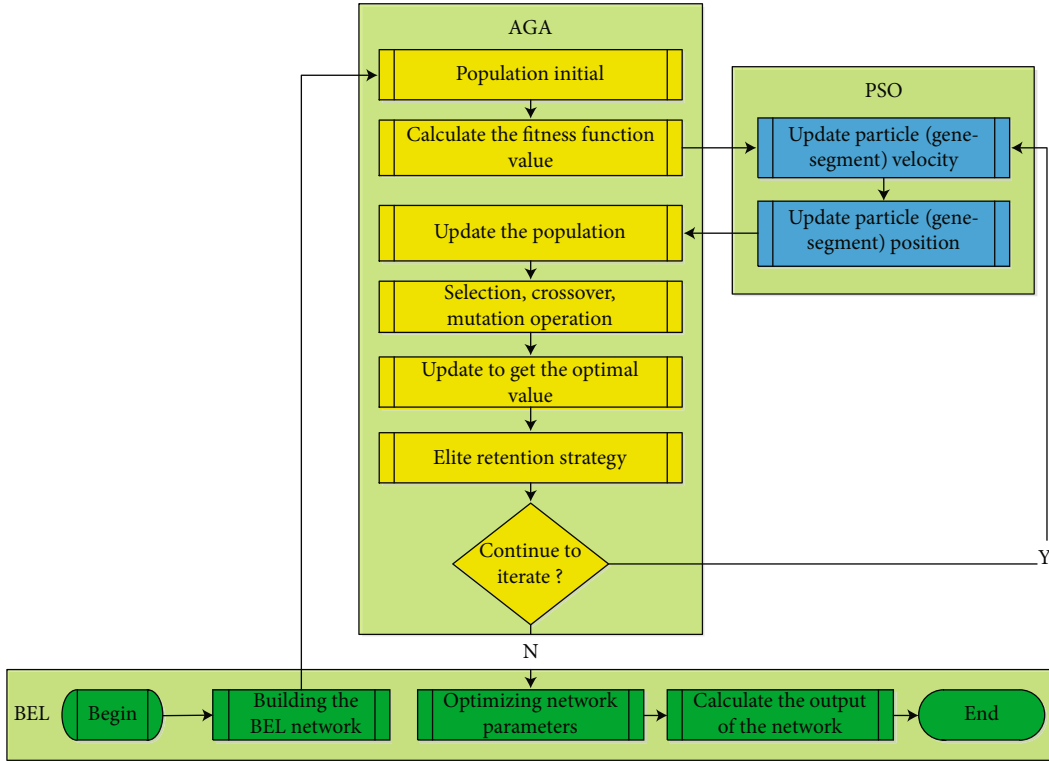 AGA
Population initial
Calculate the fitness function
value
Update the population
Selection, crossover,
mutation operation
Update to get the optimal
value
Elite retention strategy
Continue to
iterate ?
N
PSO
Update particle (gene-
segment) velocity
Update particle (gene-
segment) position
Y
BEL
Begin
Building the
BEL network
Optimizing network
parameters
Calculate the output
of the network
End